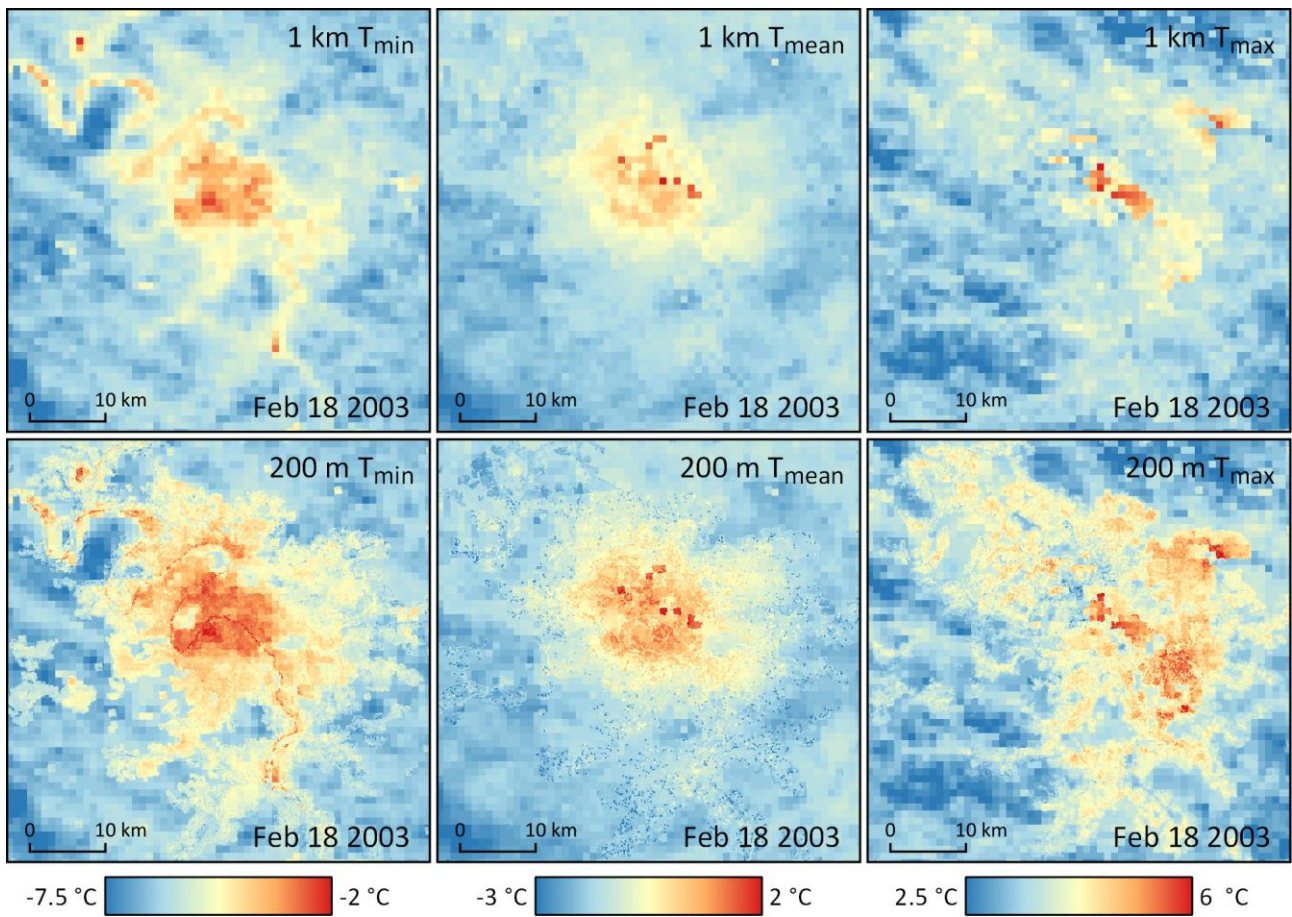 1 km Tmin
0 10 km
Feb 18 2003
1 km Tmean
0 10 km
Feb 18 2003
1 km Tmax
0 10 km
Feb 18 2003
200 m Tmin
0 10 km
Feb 18 2003
200 m Tmean
0 10 km
Feb 18 2003
200 m Tmax
0 10 km
Feb 18 2003
-7.5 °C -2 °C
-3 °C 2 °C
2.5 °C 6 °C